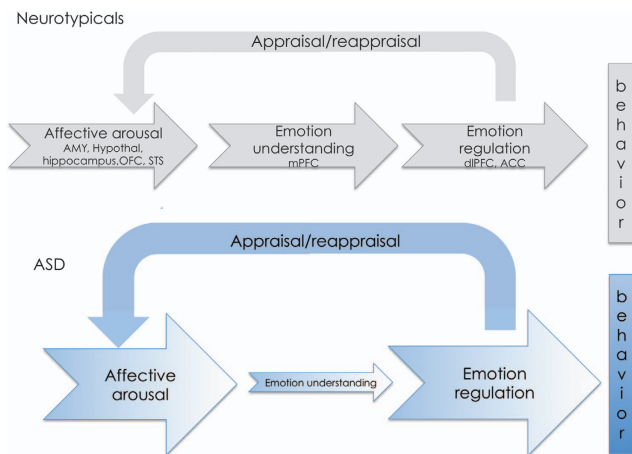 Neurotypicals
Appraisal/reappraisal
Affective arousal
AMY, Hypothal,
hippocampus,OFC, STS
Emotion
understanding
mPFC
Emotion
regulation
dlPFC, ACC
b
e
h
a
v
i
o
r
Appraisal/reappraisal
ASD
Affective
arousal
Emotion understanding
Emotion
regulation
b
e
h
a
v
i
o
r